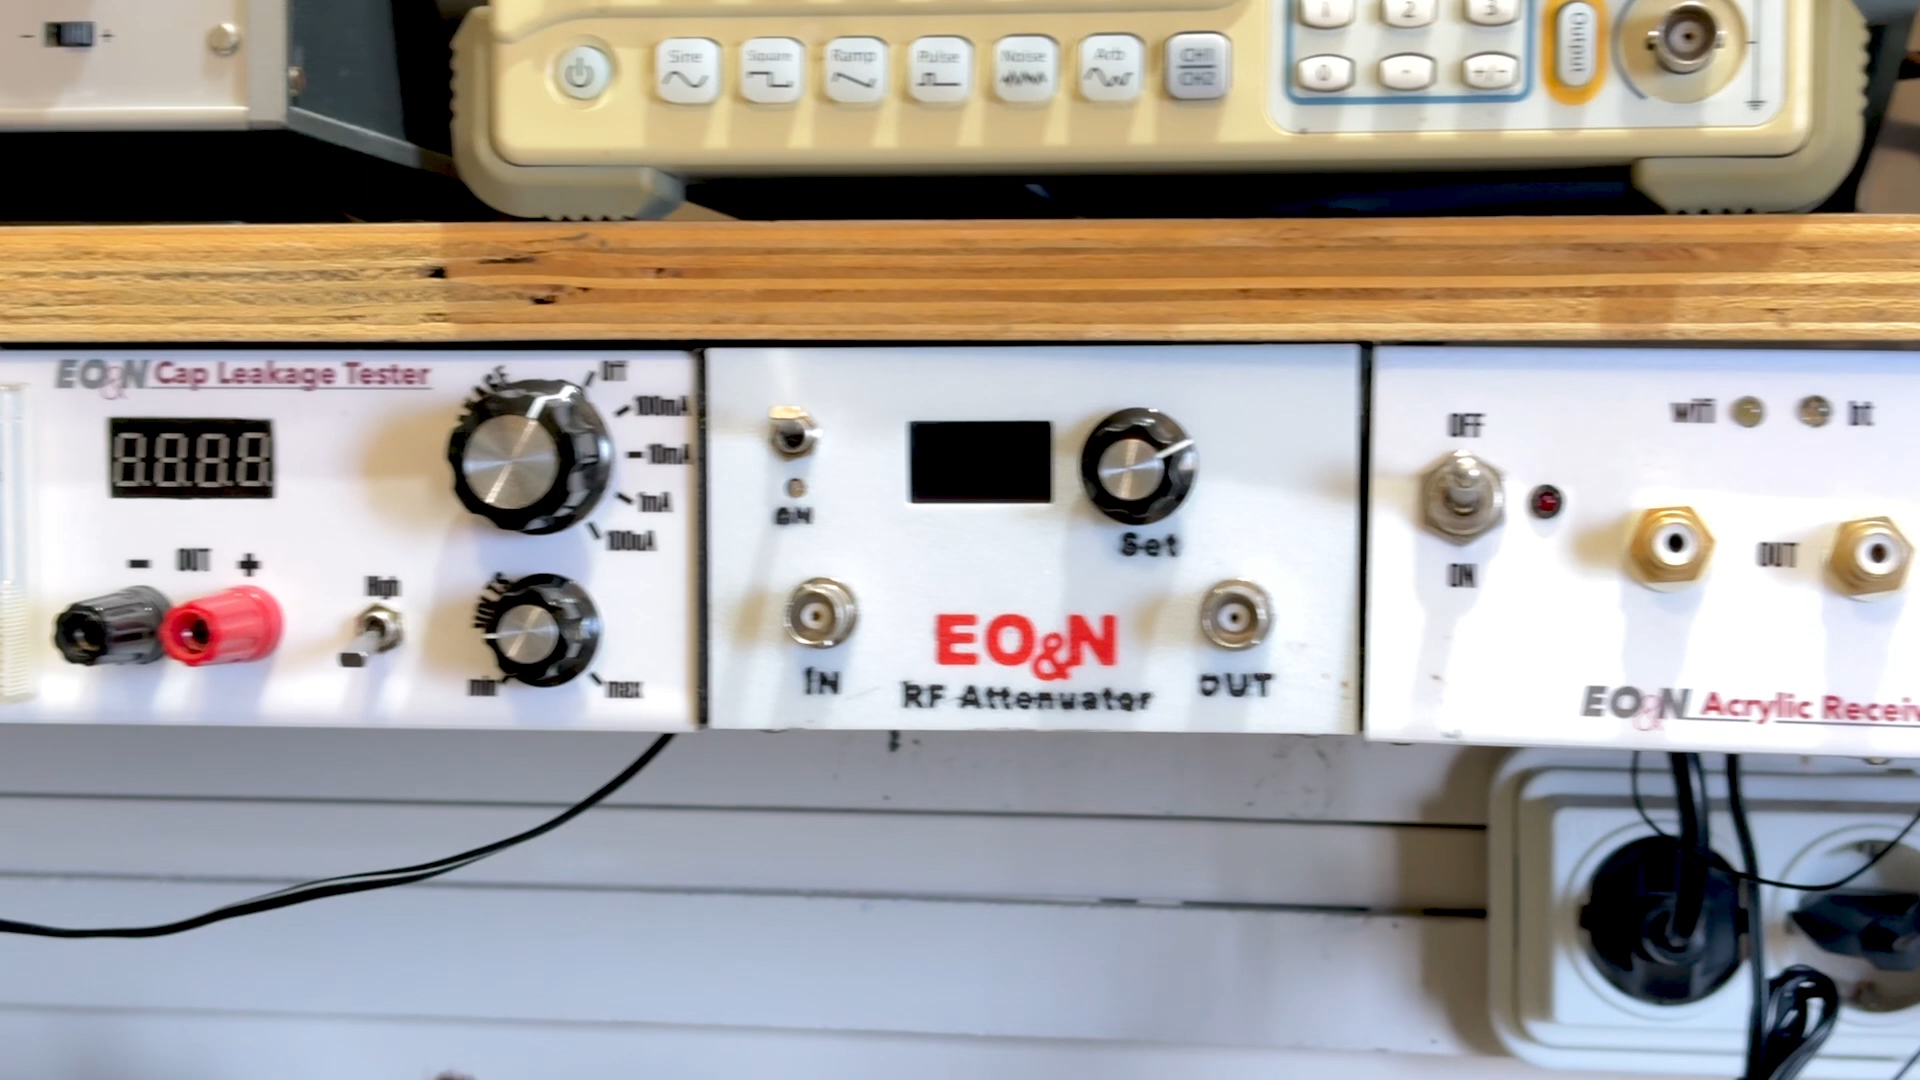 - +
Sine Square Ramp Pulse Noise Arb CH1
CH2
1 2 3
0 . +/-
Output
EO&N Cap Leakage Tester
Off
100mA
10mA
1mA
100uA
- OUT +
High
VOLTS
min max
ON
Set
IN
EO&N
RF Attenuator
OUT
OFF
ON
wifi bt
OUT
EO&N Acrylic